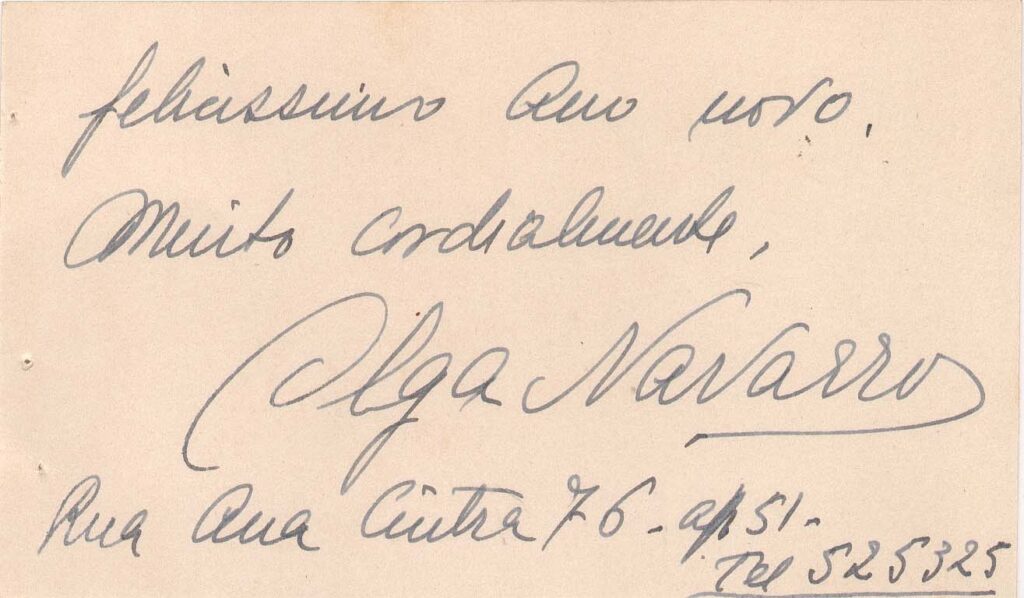 felicissimo Ano novo.
Muito cordialmente,
Olga Navarro
Rua Ana Cintra 76 - ap 51 -
Tel 525325